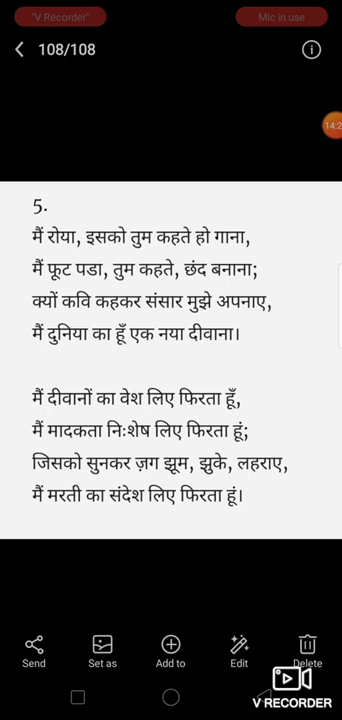 "V Recorder"
Mic in use
108/108
14:2
5.
मैं रोया, इसको तुम कहते हो गाना,
मैं फूट पडा, तुम कहते, छंद बनाना;
क्यों कवि कहकर संसार मुझे अपनाए,
मैं दुनिया का हूँ एक नया दीवाना।
मैं दीवानों का वेश लिए फिरता हूँ,
मैं मादकता निःशेष लिए फिरता हूं;
जिसको सुनकर ज़ग झूम, झुके, लहराए,
मैं मरती का संदेश लिए फिरता हूं।
Send
Set as
Add to
Edit
Delete
V RECORDER